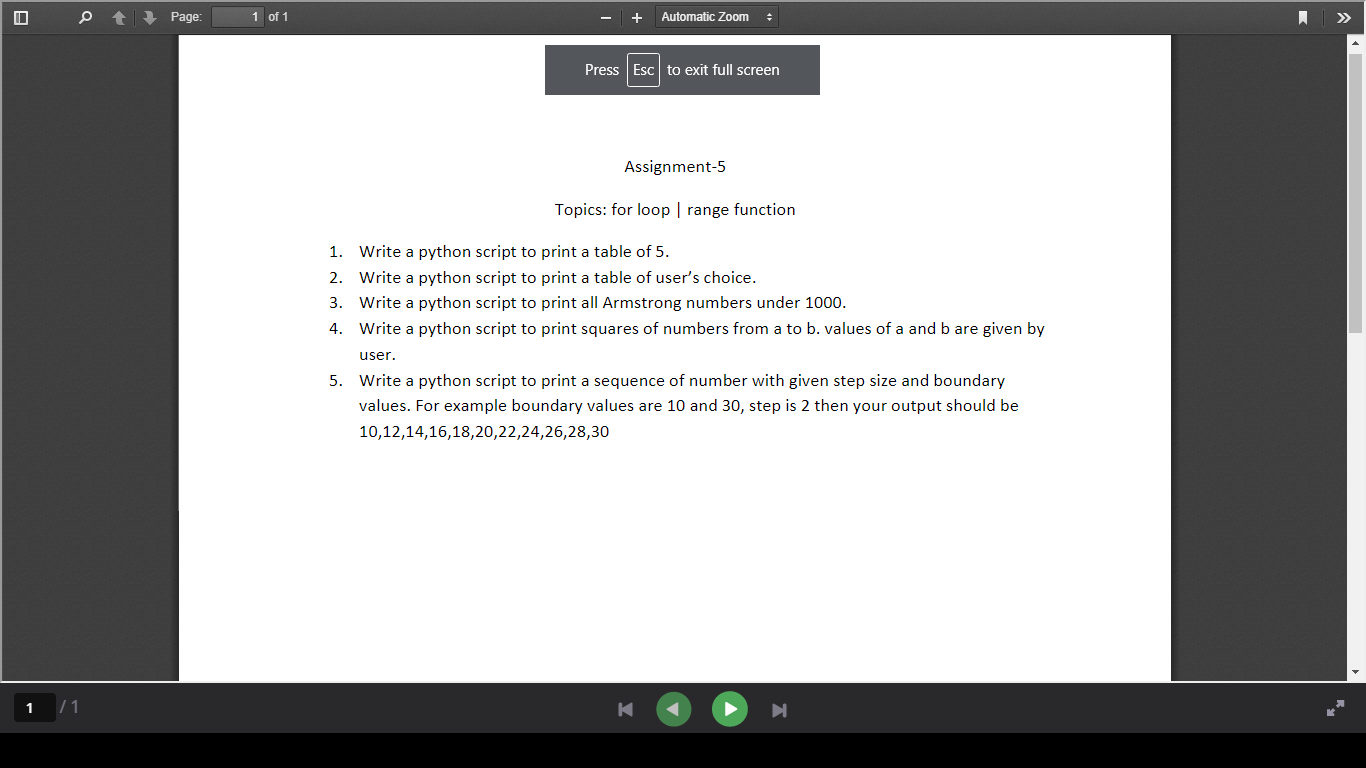 Page: 1 of 1 Automatic Zoom
Press Esc to exit full screen
Assignment-5
Topics: for loop | range function
1. Write a python script to print a table of 5.
2. Write a python script to print a table of user’s choice.
3. Write a python script to print all Armstrong numbers under 1000.
4. Write a python script to print squares of numbers from a to b. values of a and b are given by
user.
5. Write a python script to print a sequence of number with given step size and boundary
values. For example boundary values are 10 and 30, step is 2 then your output should be
10,12,14,16,18,20,22,24,26,28,30
1 / 1